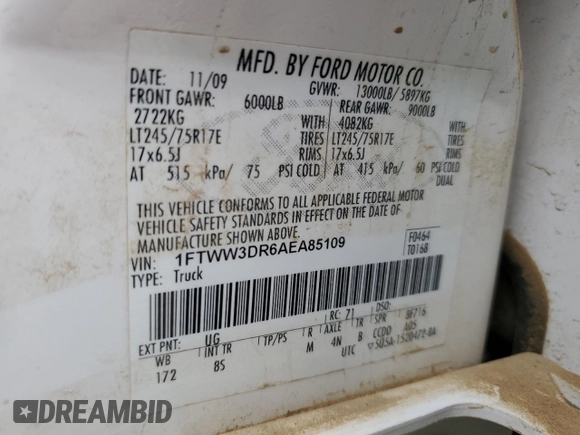 MFD. BY FORD MOTOR CO.
DATE: 11/09 GVWR: 13000LB/ 5897KG
FRONT GAWR: 6000LB REAR GAWR: 9000LB
2722KG WITH 4082KG WITH
LT245/75R17E TIRES LT245/75R17E TIRES
17x6.5J RIMS 17x6.5J RIMS
AT 515 kPa/ 75 PSI COLD AT 415 kPa/ 60 PSI COLD
DUAL
THIS VEHICLE CONFORMS TO ALL APPLICABLE FEDERAL MOTOR
VEHICLE SAFETY STANDARDS IN EFFECT ON THE DATE OF
MANUFACTURE SHOWN ABOVE.
VIN: 1FTWW3DR6AEA85109 F0464
TYPE: Truck T0168
RC: 71 DSO:
EXT PNT: UG R AXLE TR SPR
WB INT TR TP/PS M 4N B CCDD
172 8S UTC
DREAMBID